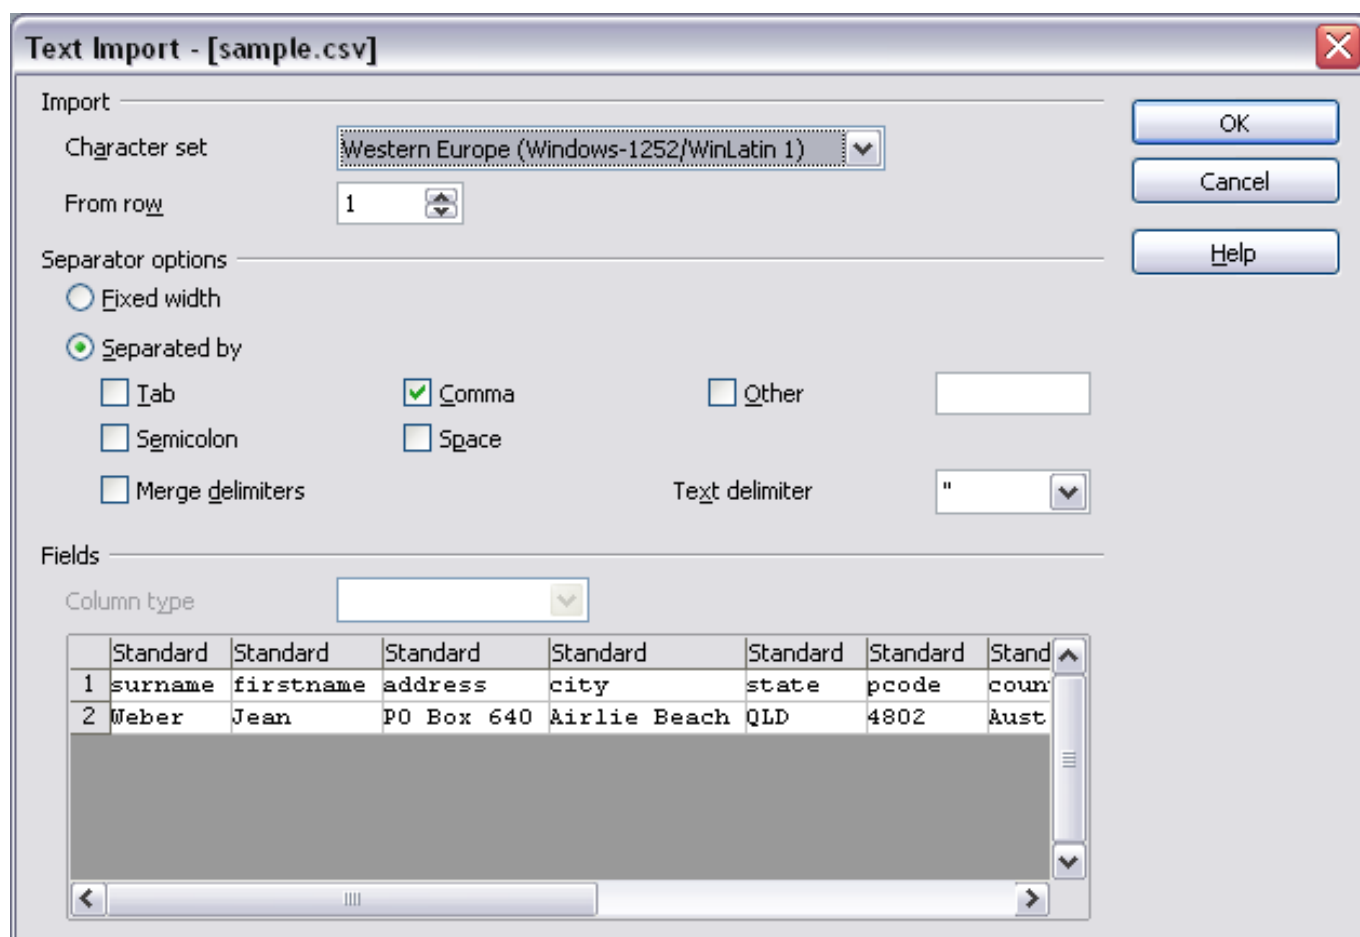 Text Import - [sample.csv]
Import
Character set Western Europe (Windows-1252/WinLatin 1)
OK
From row 1
Cancel
Separator options
Help
Fixed width
Separated by
Tab Comma Other
Semicolon Space
Merge delimiters Text delimiter "
Fields
Column type
Standard Standard Standard Standard Standard Standard Stand
1 surname firstname address city state pcode coun
2 Weber Jean PO Box 640 Airlie Beach QLD 4802 Aust